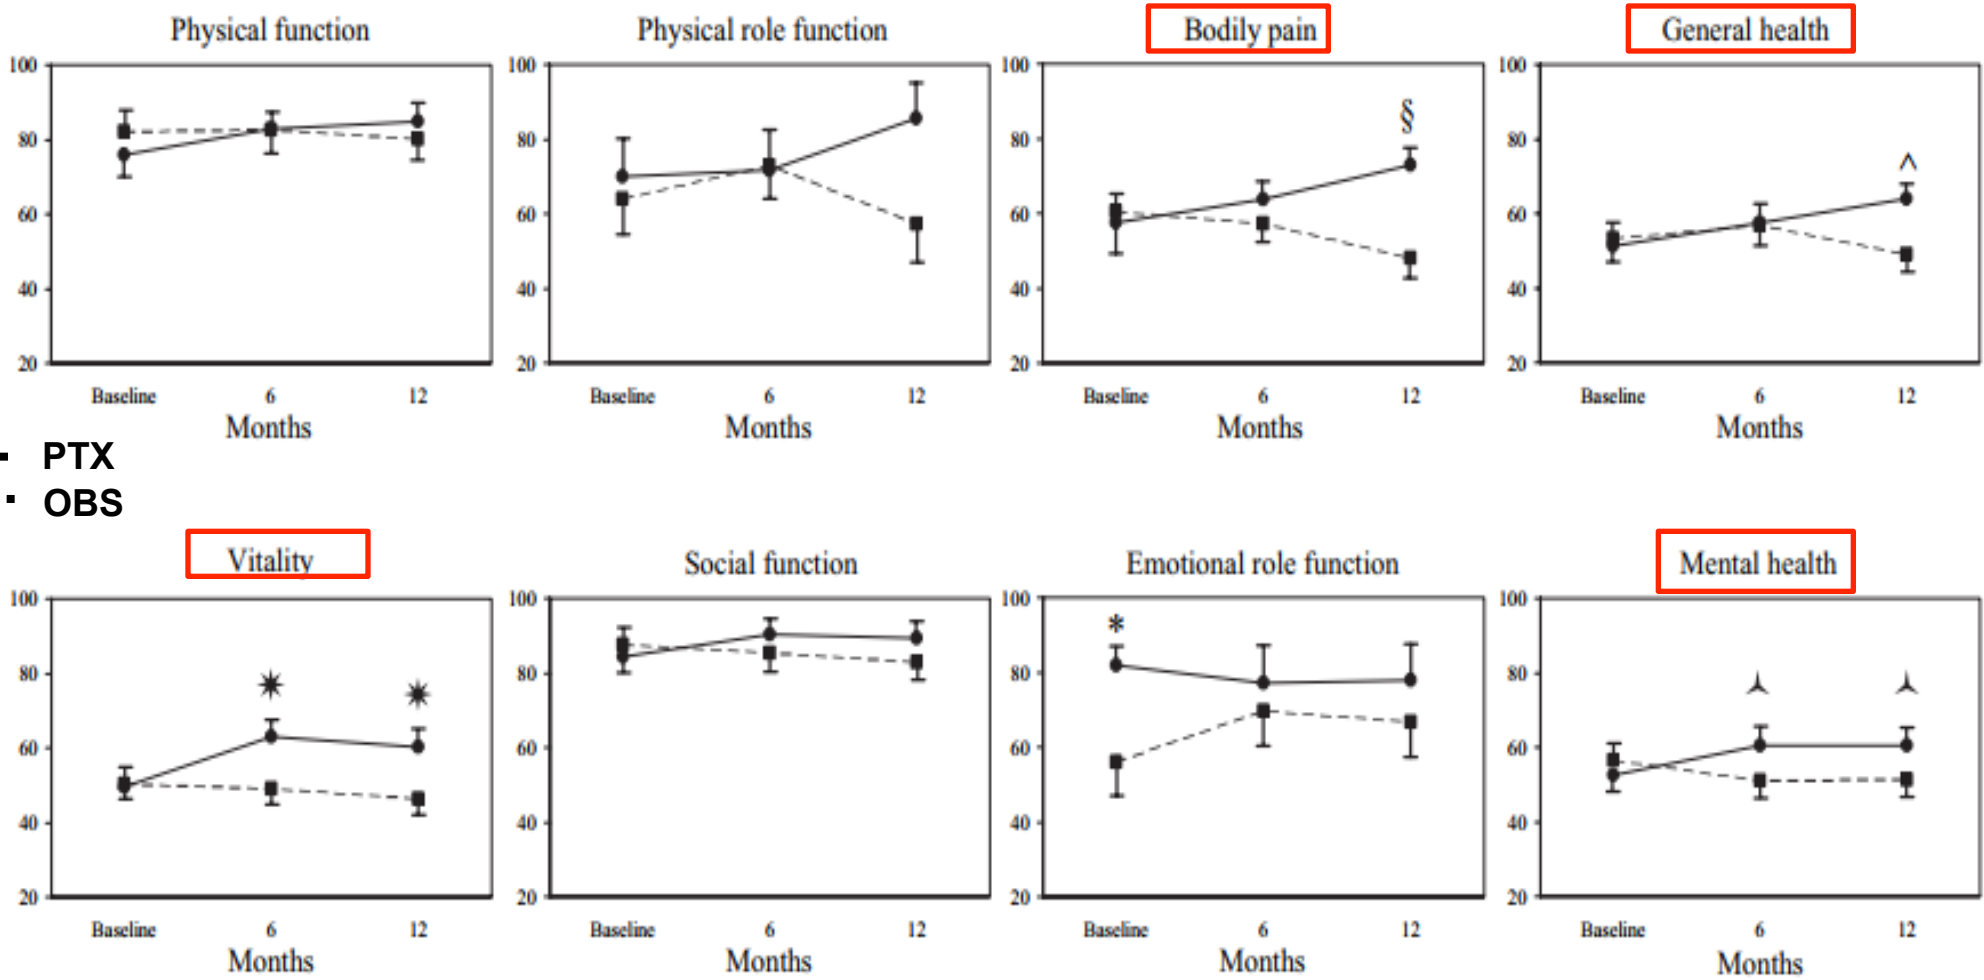 Physical function
Physical role function
Bodily pain
General health
100 100 100 100
80 80 80 80
§
^
60 60 60 60
40 40 40 40
20 20 20 20
Baseline 6 12 Baseline 6 12 Baseline 6 12 Baseline 6 12
Months Months Months Months
PTX
OBS
Vitality
Social function
Emotional role function
Mental health
100 100 100 100
*
80 80 80 80
60 60 60 60
40 40 40 40
20 20 20 20
Baseline 6 12 Baseline 6 12 Baseline 6 12 Baseline 6 12
Months Months Months Months